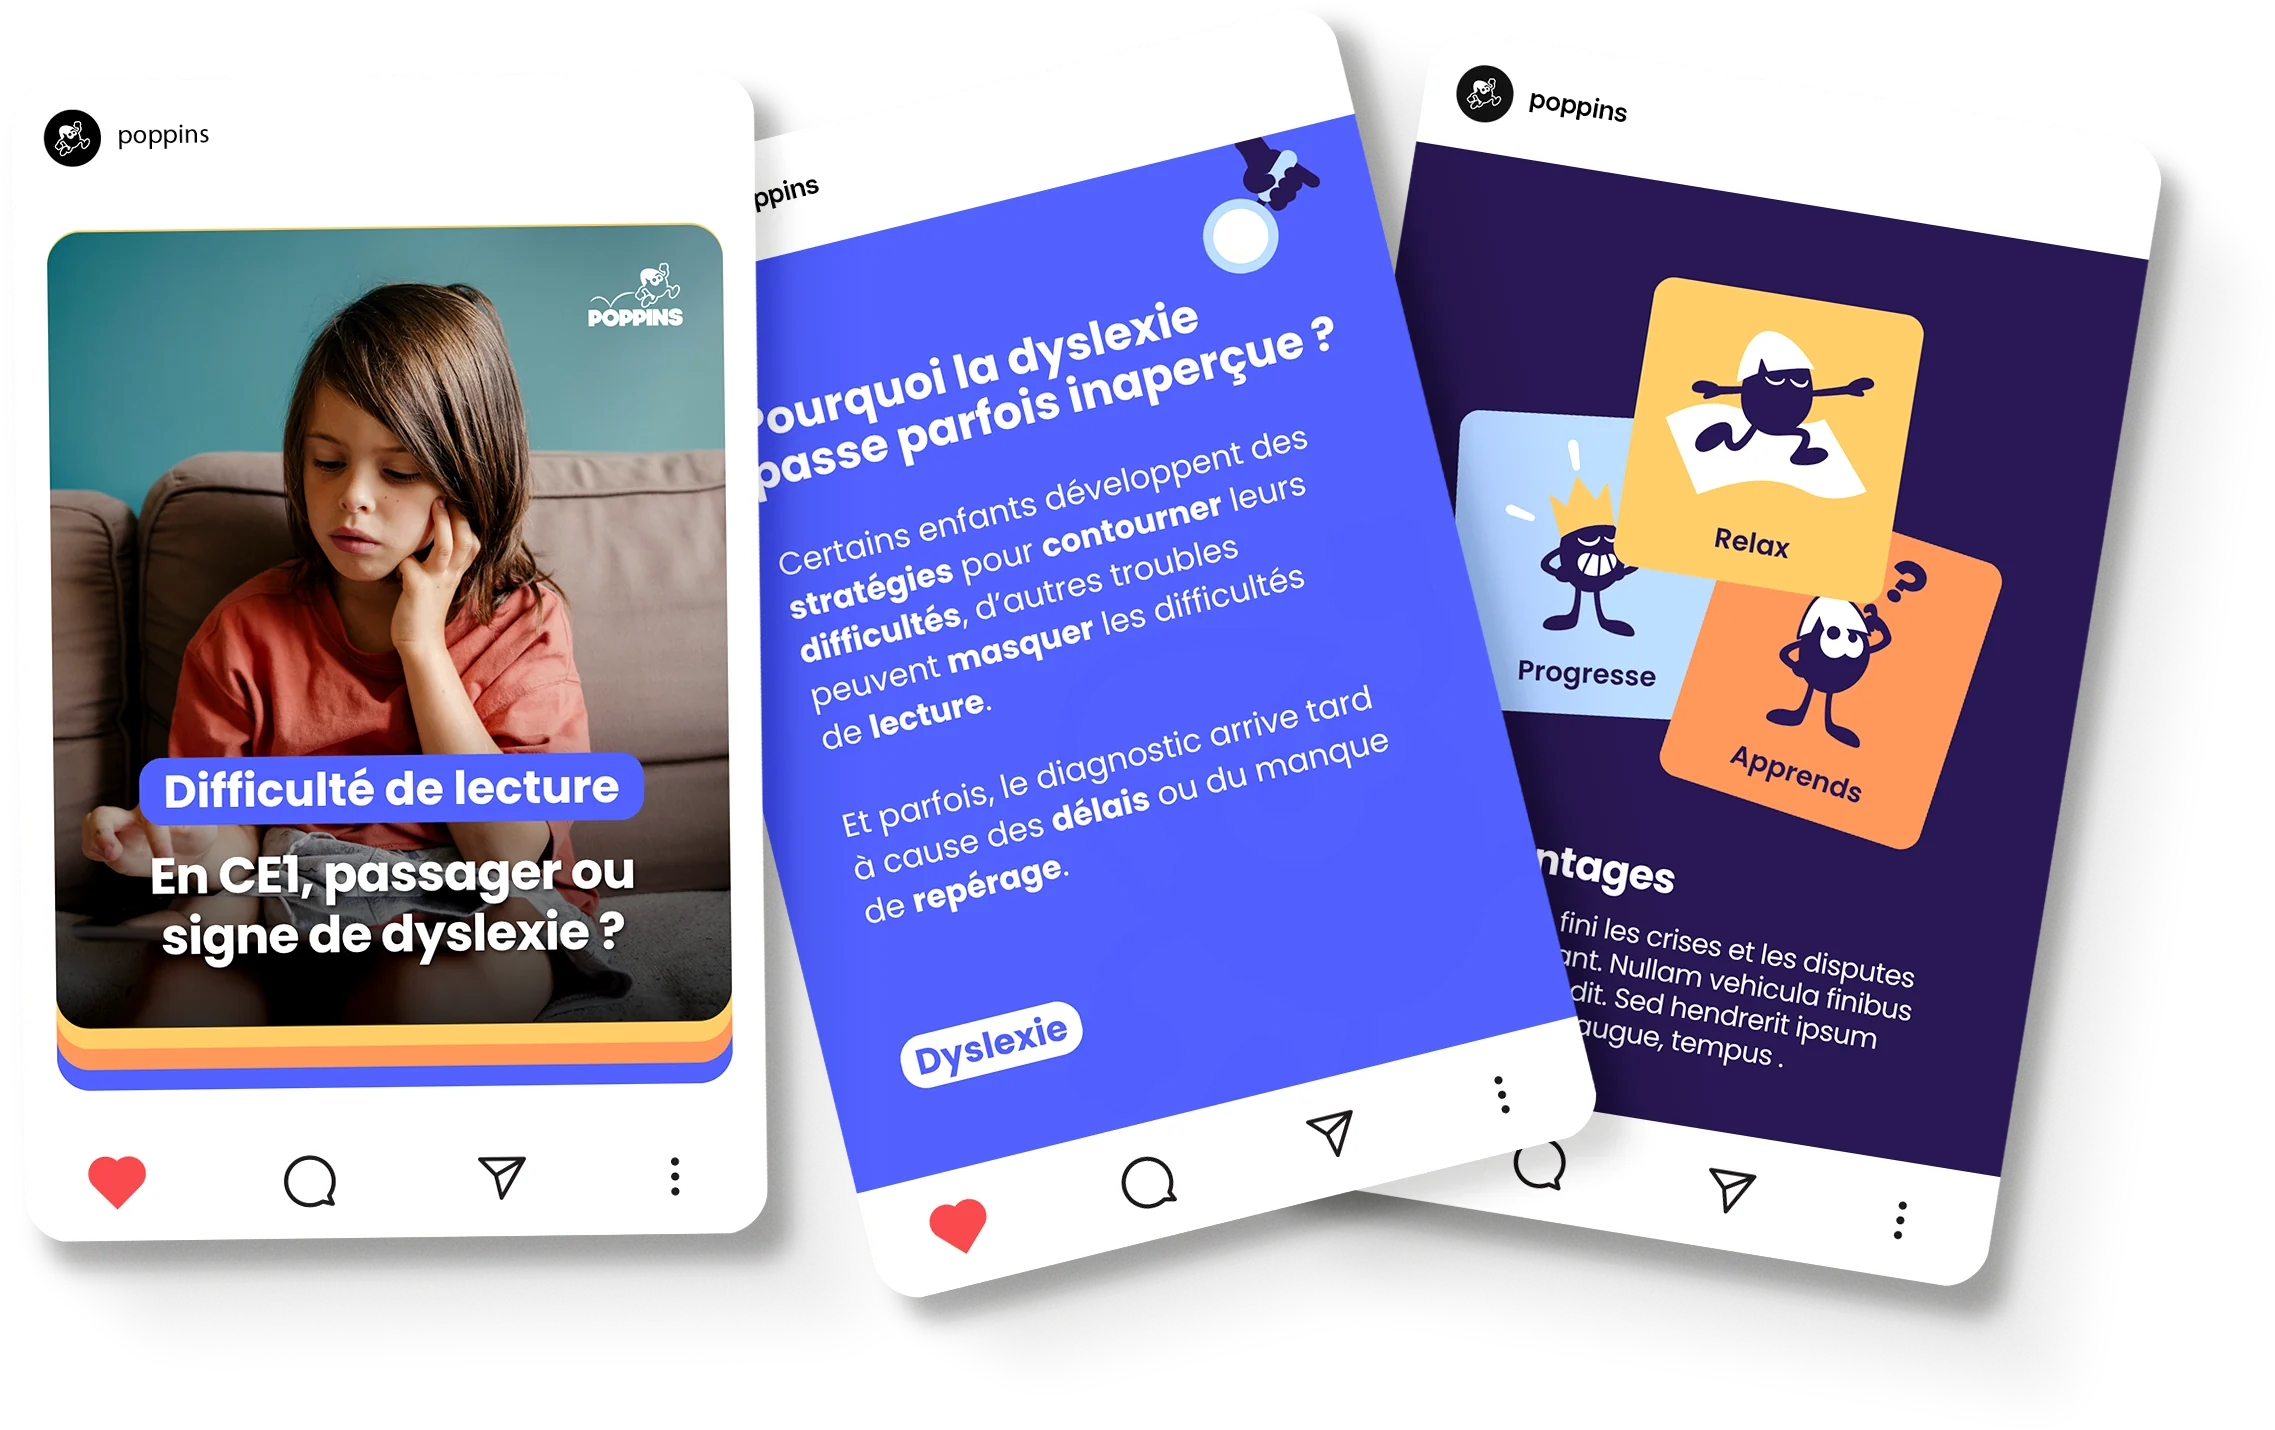 poppins
POPPINS
Difficulté de lecture
En CE1, passager ou
signe de dyslexie ?
ppins
Pourquoi la dyslexie
passe parfois inaperçue ?
Certains enfants développent des
stratégies pour contourner leurs
difficultés, d’autres troubles
peuvent masquer les difficultés
de lecture.
Et parfois, le diagnostic arrive tard
à cause des délais ou du manque
de repérage.
Dyslexie
poppins
Relax
?
Progresse
Apprends
ntages
fini les crises et les disputes
ant. Nullam vehicula finibus
dit. Sed hendrerit ipsum
augue, tempus .